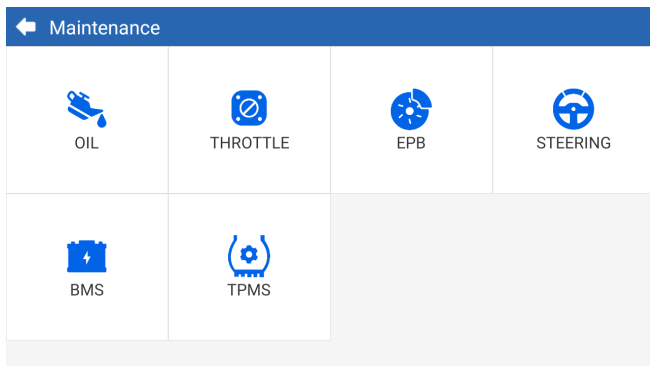 Maintenance
OIL
THROTTLE
EPB
STEERING
BMS
TPMS